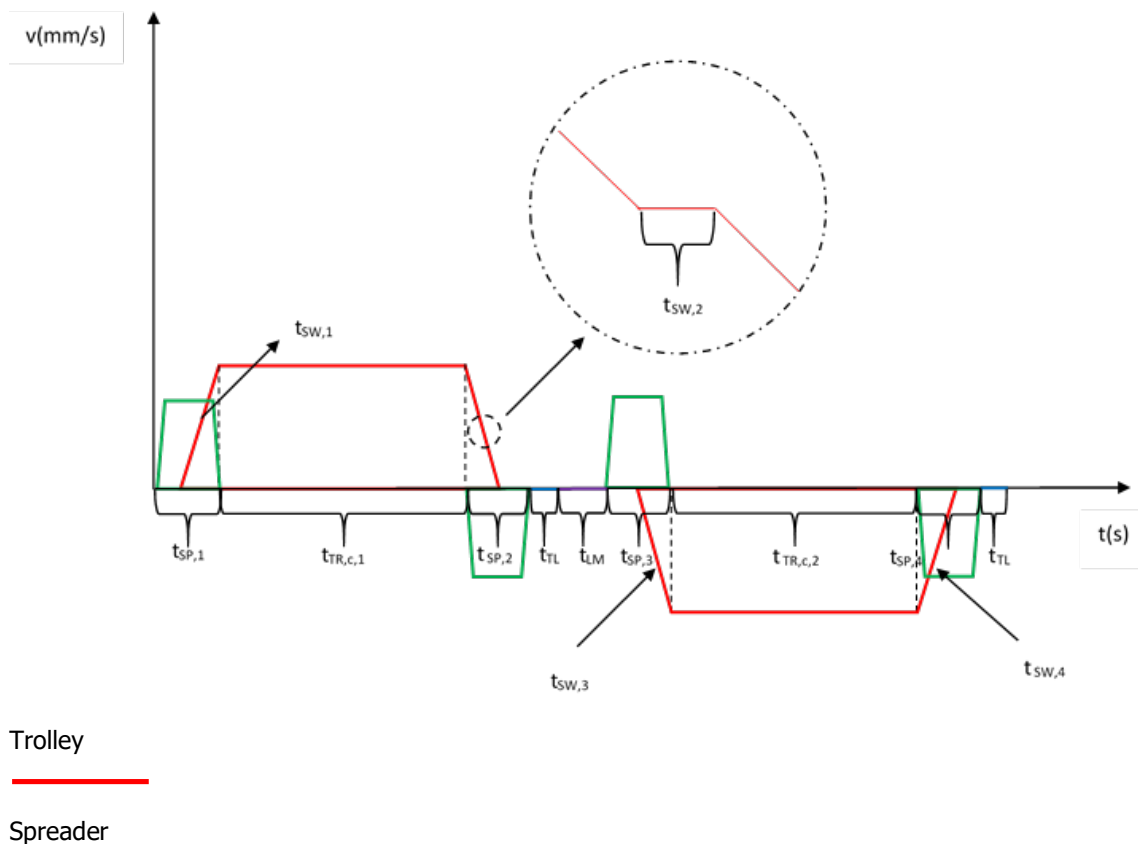 v(mm/s)
tSW,2
tSW,1
tSP,1
tTR,c,1
tSP,2
tTL
tLM
tSP,3
tTR,c,2
tSP,4
tTL
t(s)
tSW,3
tSW,4
Trolley
Spreader